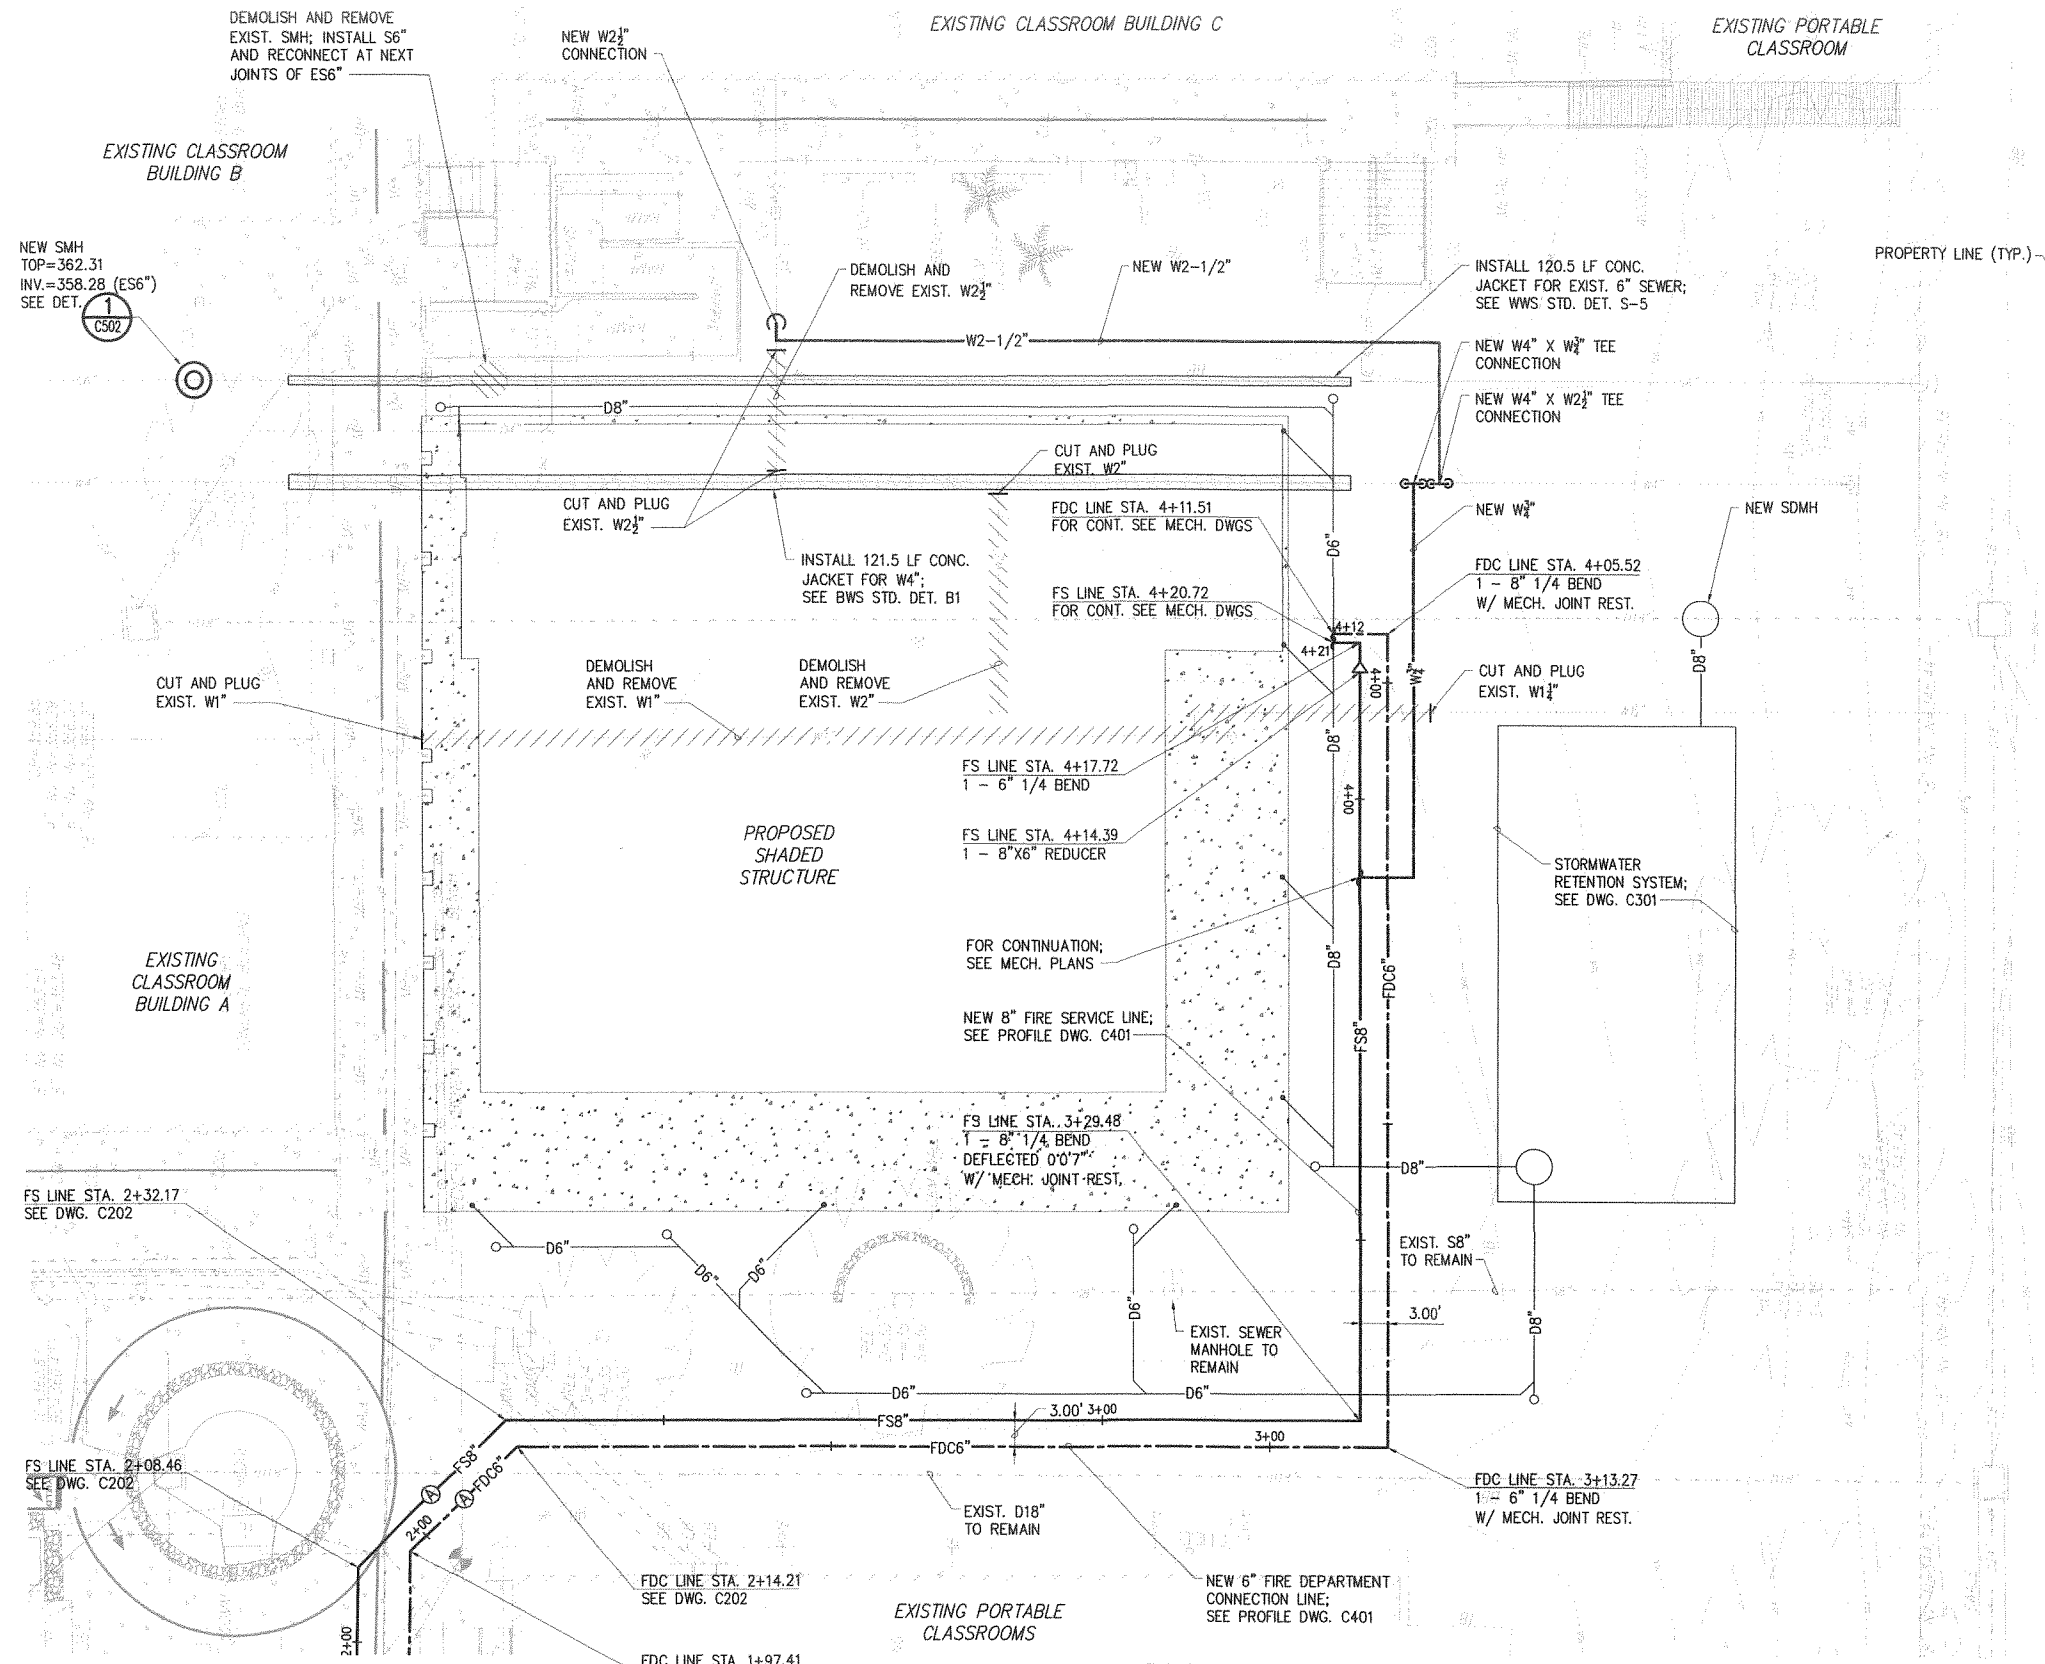 DEMOLISH AND REMOVE
EXIST. SMH; INSTALL S6"
AND RECONNECT AT NEXT
JOINTS OF ES6"
NEW W2½"
CONNECTION
EXISTING CLASSROOM BUILDING C
EXISTING PORTABLE
CLASSROOM
EXISTING CLASSROOM
BUILDING B
NEW SMH
TOP=362.31
INV.=358.28 (ES6")
SEE DET.
1
C502
DEMOLISH AND
REMOVE EXIST. W2½"
NEW W2-1/2"
INSTALL 120.5 LF CONC.
JACKET FOR EXIST. 6" SEWER;
SEE WWS STD. DET. S-5
PROPERTY LINE (TYP.)
W2-1/2"
NEW W4" X W¾" TEE
CONNECTION
NEW W4" X W2½" TEE
CONNECTION
D8"
CUT AND PLUG
EXIST. W2"
CUT AND PLUG
EXIST. W2½"
FDC LINE STA. 4+11.51
FOR CONT. SEE MECH. DWGS
NEW W¾"
NEW SDMH
D6"
INSTALL 121.5 LF CONC.
JACKET FOR W4";
SEE BWS STD. DET. B1
FS LINE STA. 4+20.72
FOR CONT. SEE MECH. DWGS
FDC LINE STA. 4+05.52
1 - 8" 1/4 BEND
W/ MECH. JOINT REST.
4+12
4+21
4+00
W¾"
D8"
CUT AND PLUG
EXIST. W1"
DEMOLISH
AND REMOVE
EXIST. W1"
DEMOLISH
AND REMOVE
EXIST. W2"
CUT AND PLUG
EXIST. W1¼"
D8"
FS LINE STA. 4+17.72
1 - 6" 1/4 BEND
4+00
FS LINE STA. 4+14.39
1 - 8"X6" REDUCER
PROPOSED
SHADED
STRUCTURE
STORMWATER
RETENTION SYSTEM;
SEE DWG. C301
FOR CONTINUATION;
SEE MECH. PLANS
D8"
FDC6"
EXISTING
CLASSROOM
BUILDING A
NEW 8" FIRE SERVICE LINE;
SEE PROFILE DWG. C401
FS8"
FS LINE STA. 3+29.48
1 - 8" 1/4 BEND
DEFLECTED 0°0'7"
W/ MECH. JOINT REST.
D8"
FS LINE STA. 2+32.17
SEE DWG. C202
D6"
D6"
D6"
D6"
EXIST. S8"
TO REMAIN
3.00'
D8"
EXIST. SEWER
MANHOLE TO
REMAIN
D6"
D6"
FS8"
3.00'
3+00
FDC6"
3+00
FS LINE STA. 2+08.46
SEE DWG. C202
A
FS8"
A
FDC6"
2+00
EXIST. D18"
TO REMAIN
FDC LINE STA. 3+13.27
1 - 6" 1/4 BEND
W/ MECH. JOINT REST.
FDC LINE STA. 2+14.21
SEE DWG. C202
NEW 6" FIRE DEPARTMENT
CONNECTION LINE;
SEE PROFILE DWG. C401
EXISTING PORTABLE
CLASSROOMS
2+00
FDC LINE STA. 1+97.41